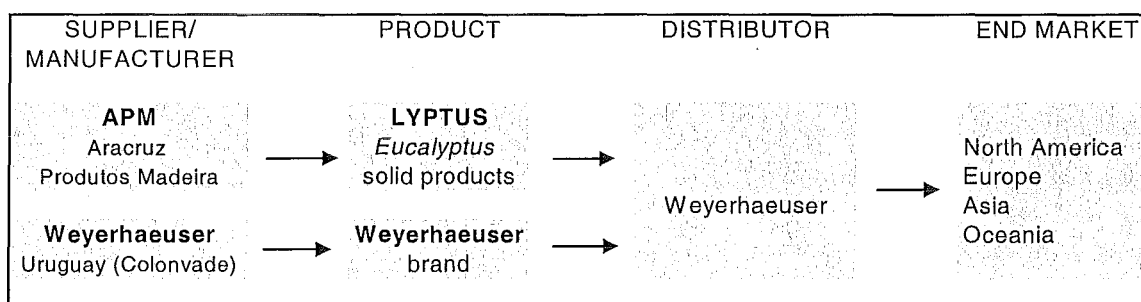 SUPPLIER/
MANUFACTURER
PRODUCT
DISTRIBUTOR
END MARKET
APM
Aracruz
Produtos Madeira
LYPTUS
Eucalyptus
solid products
Weyerhaeuser
Uruguay (Colonvade)
Weyerhaeuser
brand
Weyerhaeuser
North America
Europe
Asia
Oceania